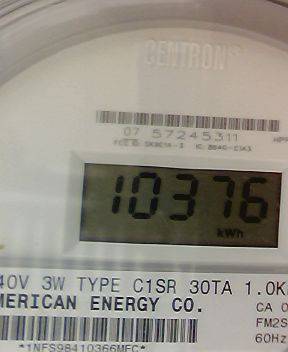 CENTRON®
07 57245311
10376
kWh
40V 3W TYPE C1SR 30TA 1.0K
MERICAN ENERGY CO.
CA 0
FM2S
60Hz
*1NFS98410366MFC*